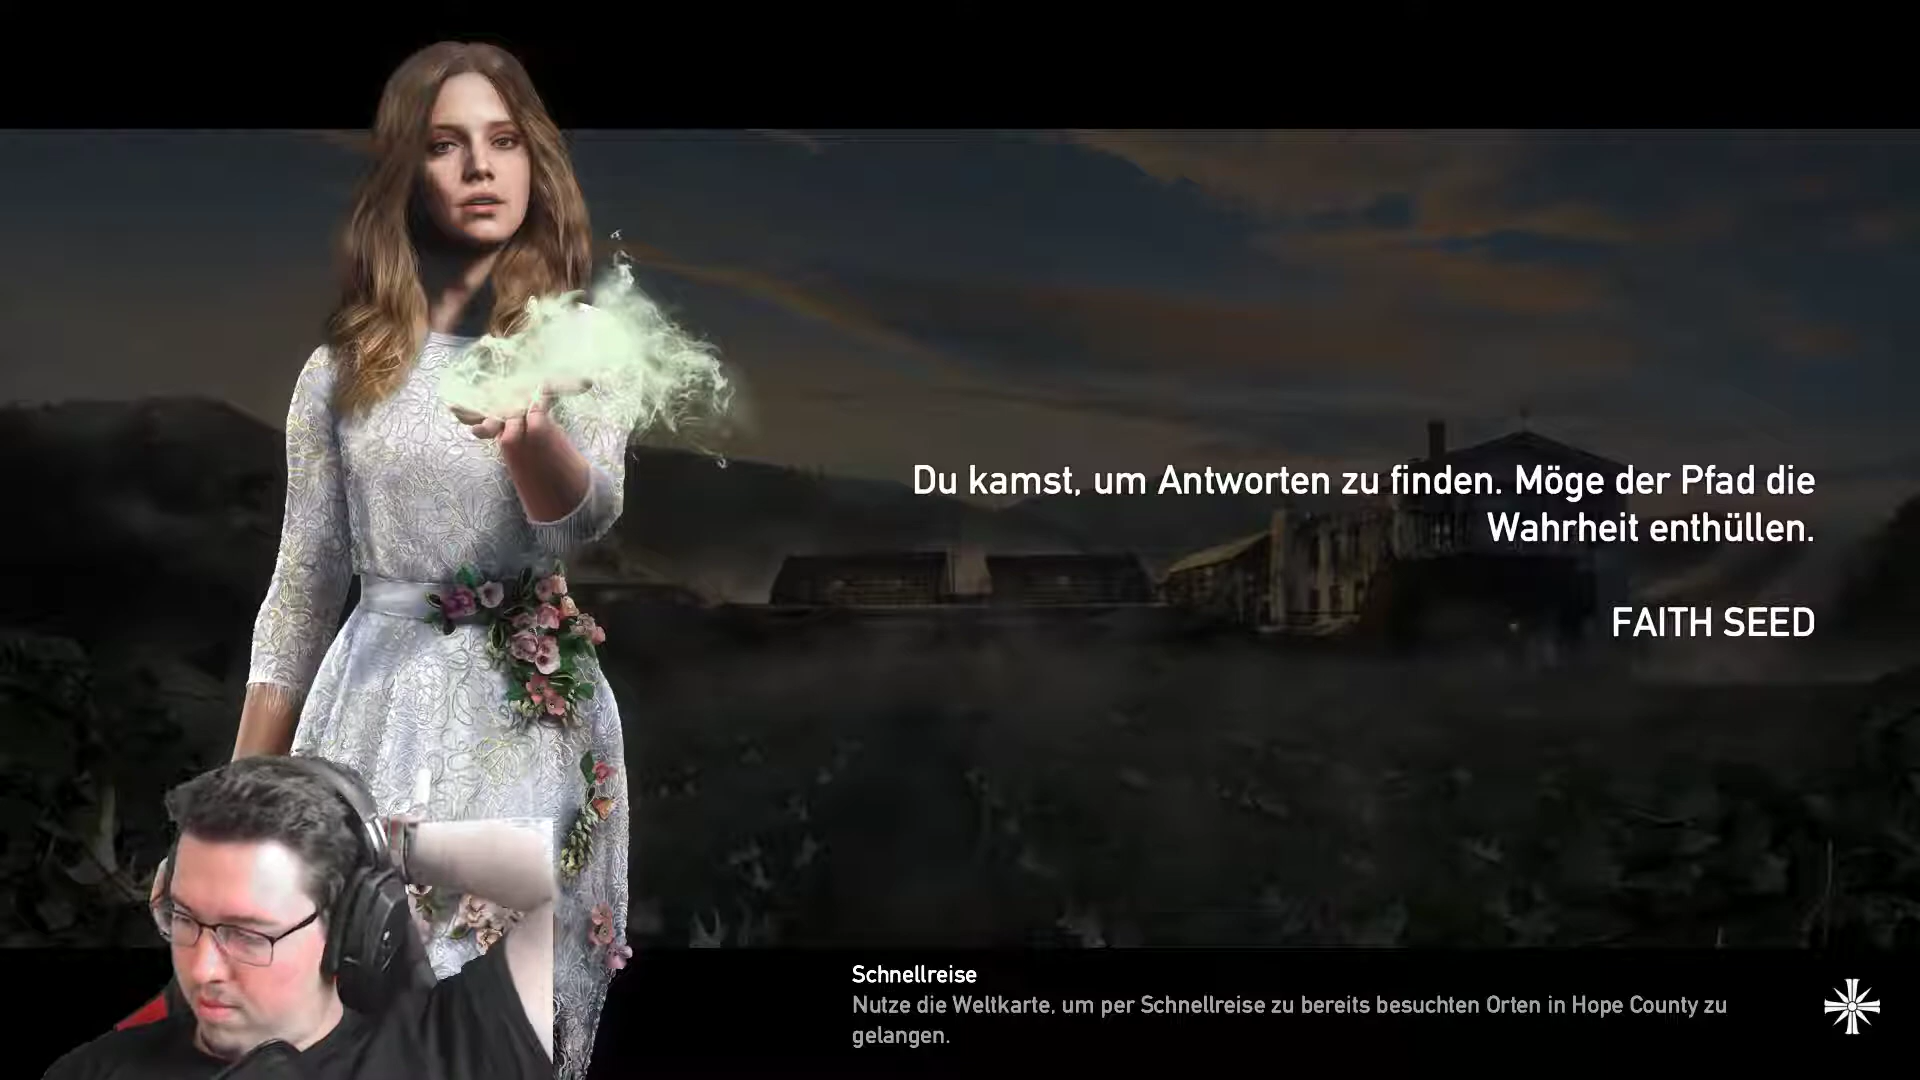 Du kamst, um Antworten zu finden. Möge der Pfad die
Wahrheit enthüllen.
FAITH SEED
Schnellreise
Nutze die Weltkarte, um per Schnellreise zu bereits besuchten Orten in Hope County zu
gelangen.